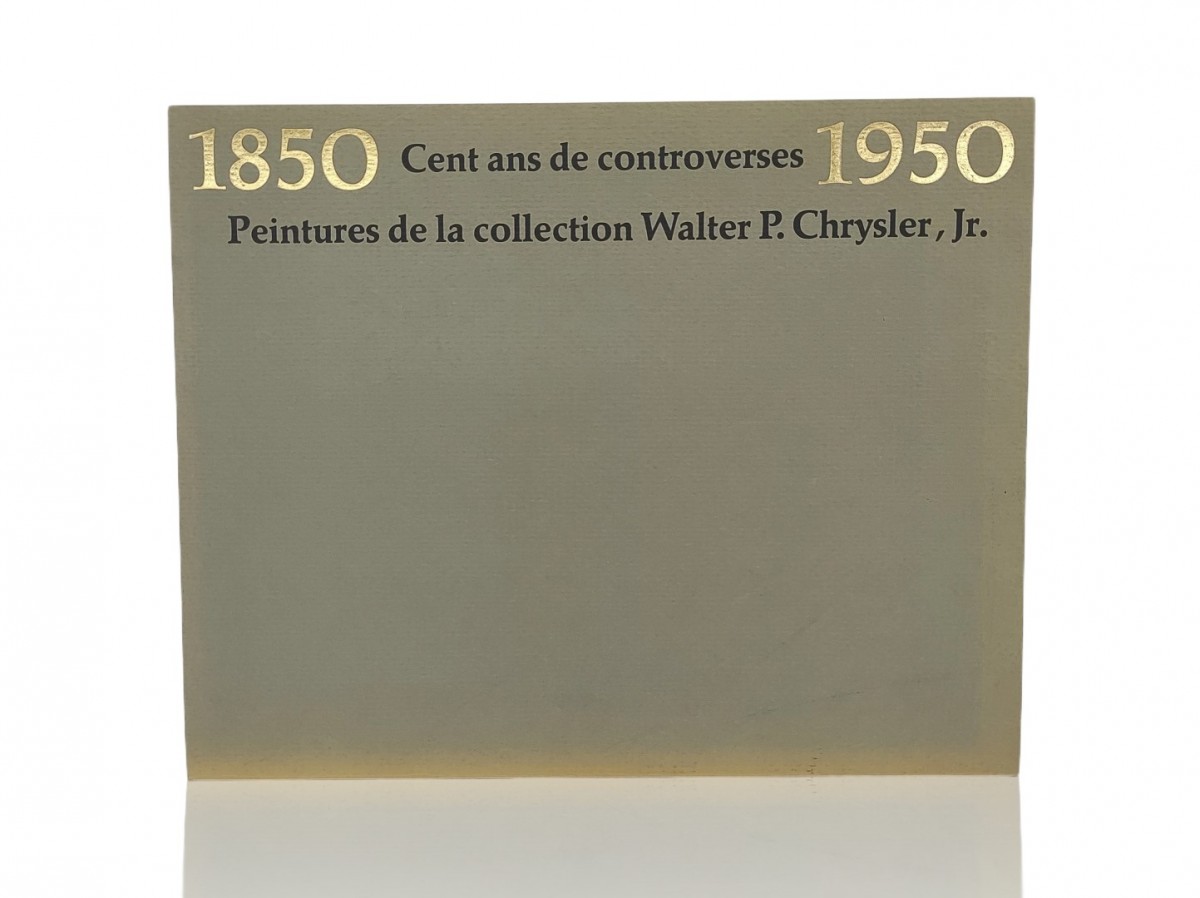 1850 Cent ans de controverses 1950
Peintures de la collection Walter P. Chrysler, Jr.